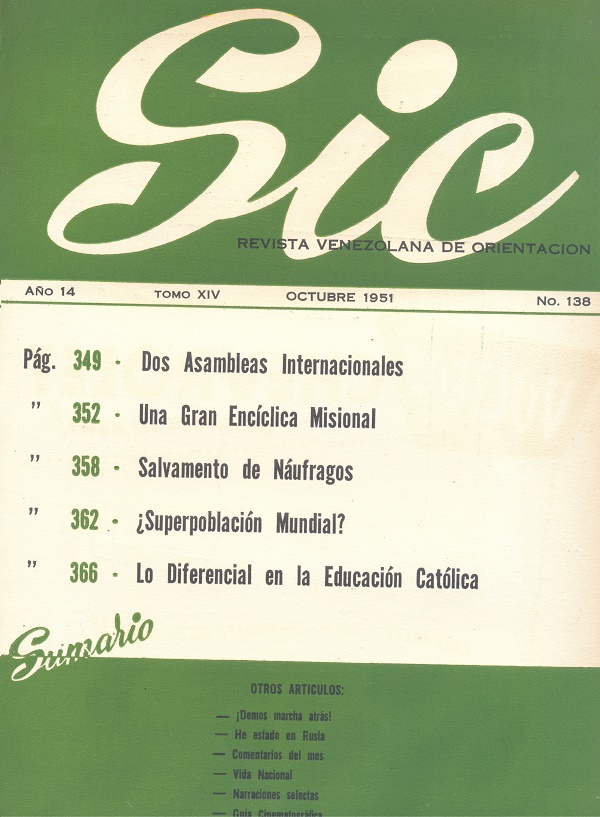 Sic
REVISTA VENEZOLANA DE ORIENTACION
AÑO 14 TOMO XIV OCTUBRE 1951 No. 138
Pág. 349 - Dos Asambleas Internacionales
” 352 - Una Gran Encíclica Misional
” 358 - Salvamento de Náufragos
” 362 - ¿Superpoblación Mundial?
” 366 - Lo Diferencial en la Educación Católica
Sumario
OTROS ARTICULOS:
— ¡Demos marcha atrás!
— He estado en Rusia
— Comentarios del mes
— Vida Nacional
— Narraciones selectas
— Guía Cinematográfica